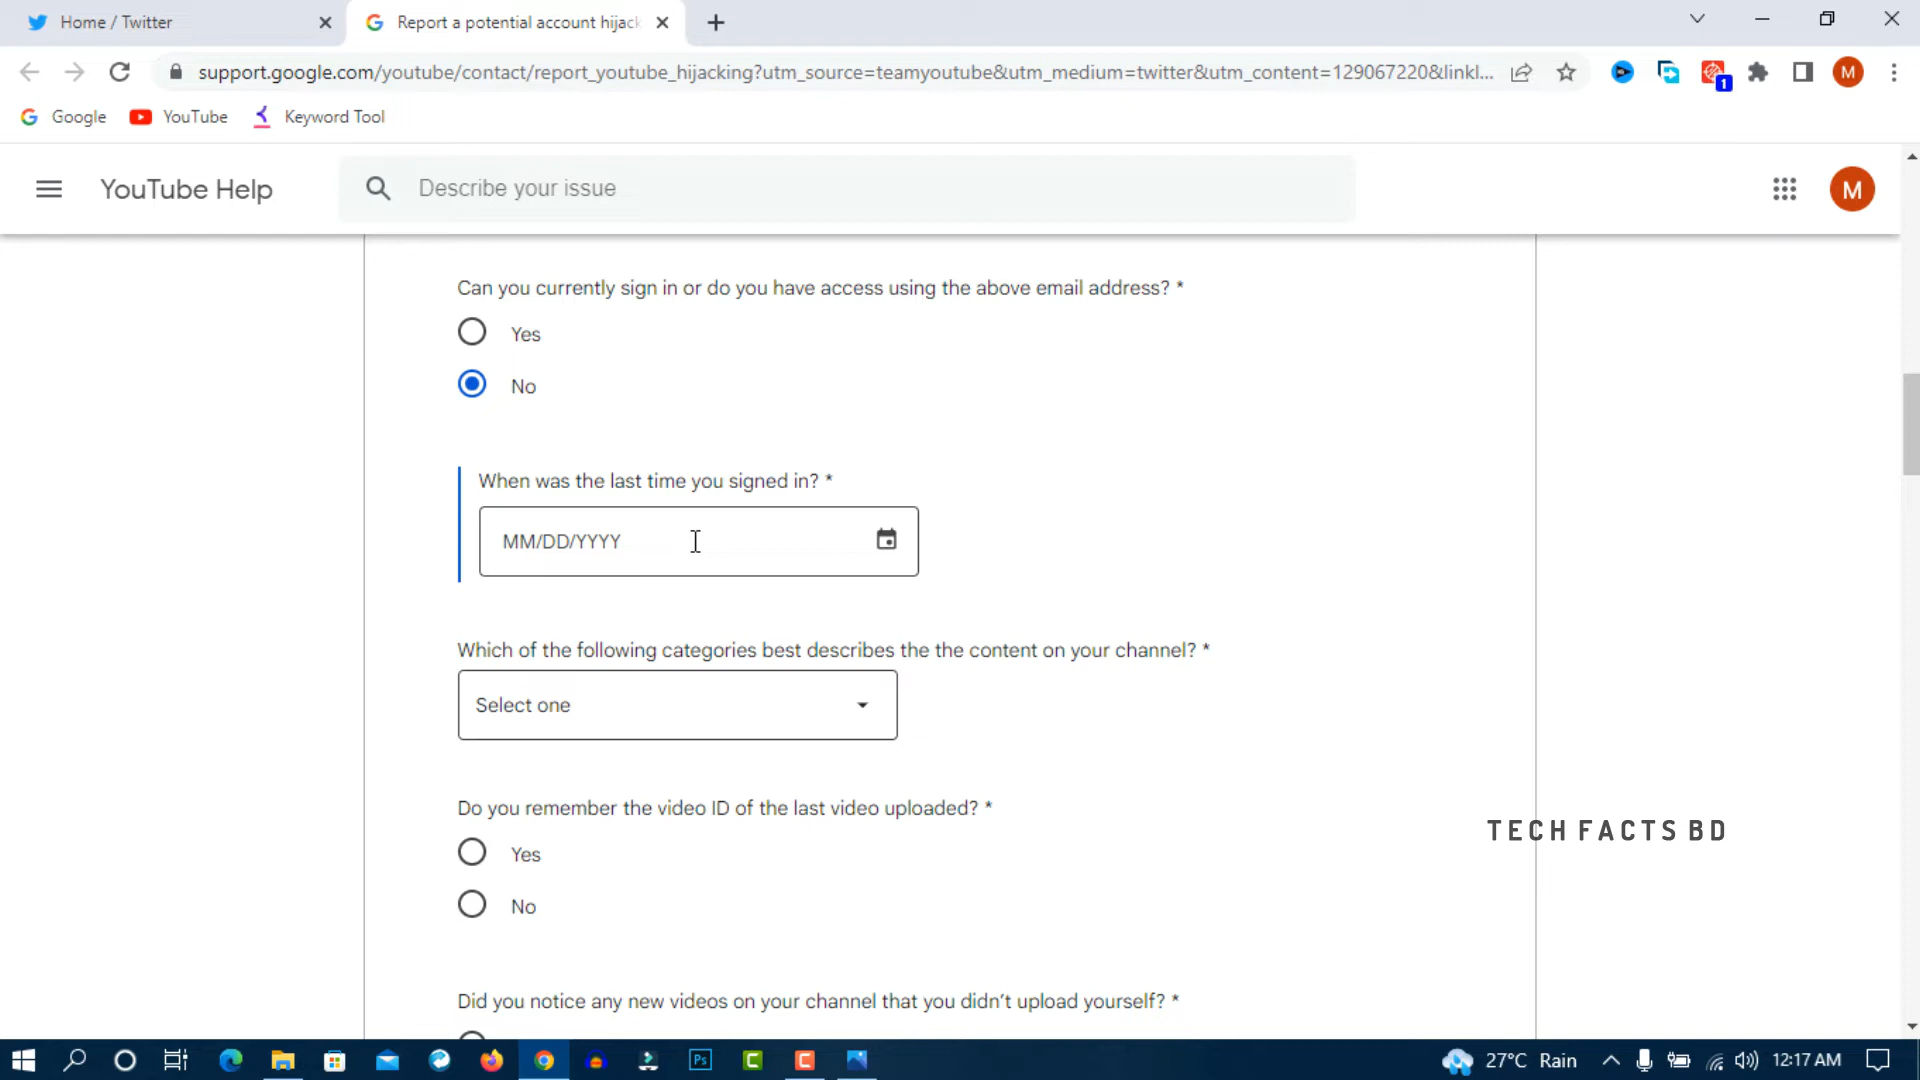 Home / Twitter
Report a potential account hijack
support.google.com/youtube/contact/report_youtube_hijacking?utm_source=teamyoutube&utm_medium=twitter&utm_content=129067220&linkl...
1
M
Google
YouTube
Keyword Tool
YouTube Help
Describe your issue
M
Can you currently sign in or do you have access using the above email address? *
Yes
No
When was the last time you signed in? *
MM/DD/YYYY
Which of the following categories best describes the the content on your channel? *
Select one
Do you remember the video ID of the last video uploaded? *
Yes
TECH FACTS BD
No
Did you notice any new videos on your channel that you didn't upload yourself? *
Ps
C
C
27°C Rain
12:17 AM